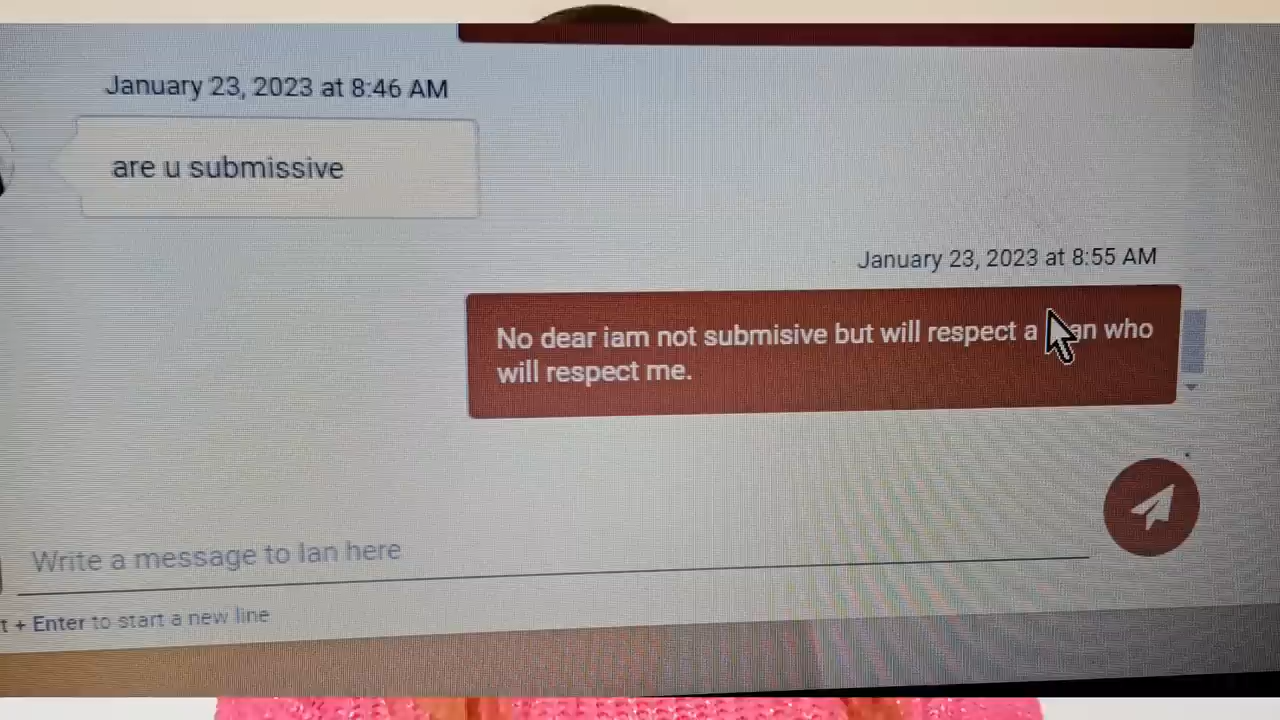 January 23, 2023 at 8:46 AM
are u submissive
January 23, 2023 at 8:55 AM
No dear iam not submisive but will respect a who
will respect me.
Write a message to Ian here
+ Enter to start a new line